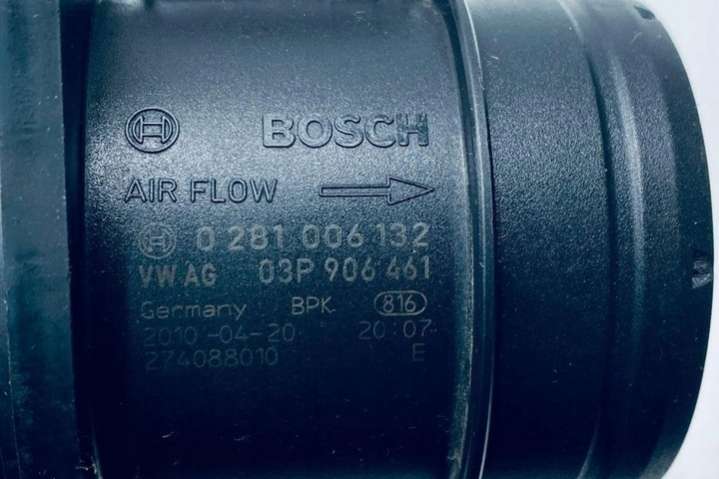 BOSCH
AIR FLOW
0 281 006 132
VW AG 03P 906 461
Germany BPK 816
2010-04-20 20:07
274088010 E